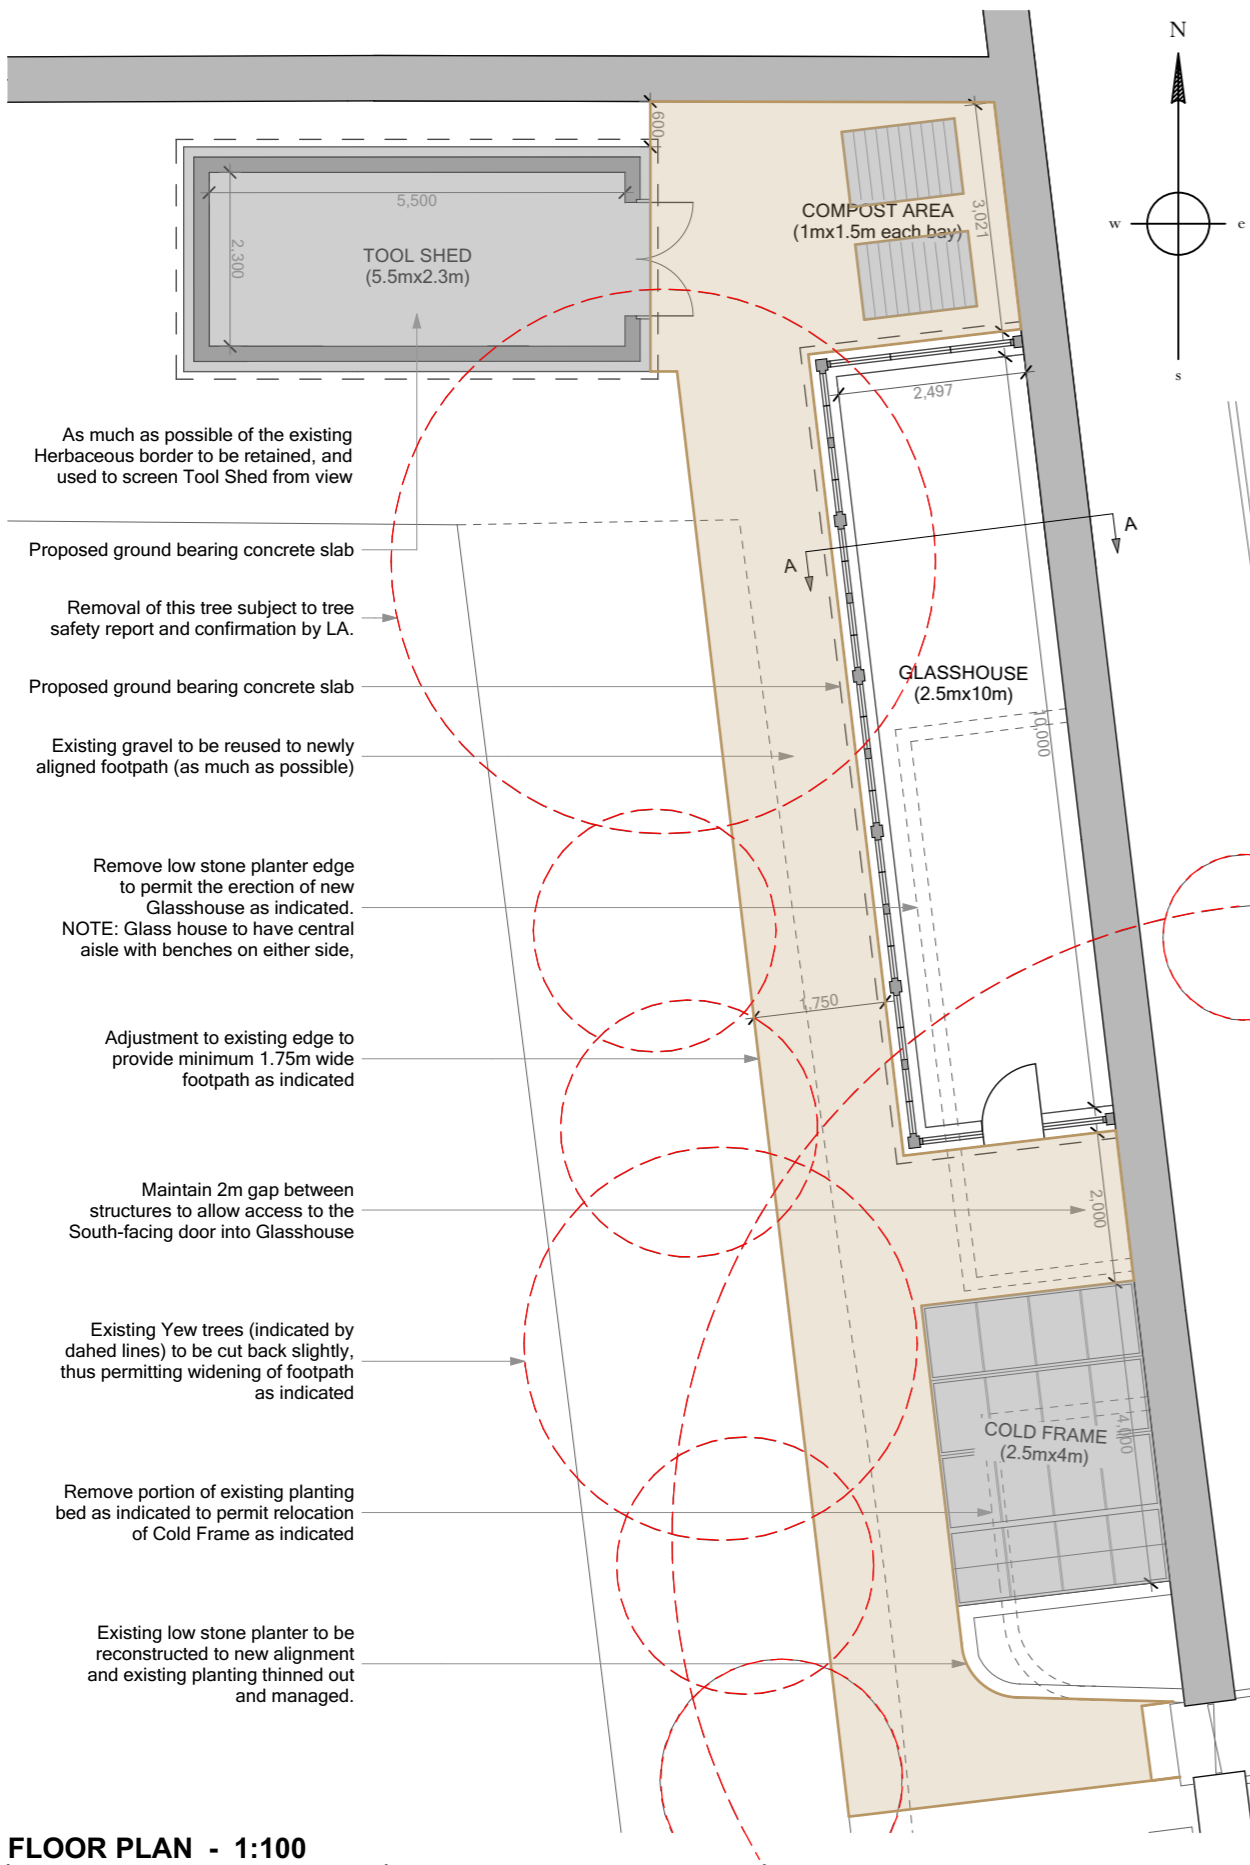 N
w
e
s
600
5,500
2,300
TOOL SHED
(5.5mx2.3m)
COMPOST AREA
(1mx1.5m each bay)
3,021
2,497
As much as possible of the existing
Herbaceous border to be retained, and
used to screen Tool Shed from view
Proposed ground bearing concrete slab
A
A
Removal of this tree subject to tree
safety report and confirmation by LA.
GLASSHOUSE
(2.5mx10m)
10,000
Proposed ground bearing concrete slab
Existing gravel to be reused to newly
aligned footpath (as much as possible)
Remove low stone planter edge
to permit the erection of new
Glasshouse as indicated.
NOTE: Glass house to have central
aisle with benches on either side,
1,750
Adjustment to existing edge to
provide minimum 1.75m wide
footpath as indicated
Maintain 2m gap between
structures to allow access to the
South-facing door into Glasshouse
2,000
Existing Yew trees (indicated by
dahed lines) to be cut back slightly,
thus permitting widening of footpath
as indicated
COLD FRAME
(2.5mx4m)
4,000
Remove portion of existing planting
bed as indicated to permit relocation
of Cold Frame as indicated
Existing low stone planter to be
reconstructed to new alignment
and existing planting thinned out
and managed.
FLOOR PLAN - 1:100